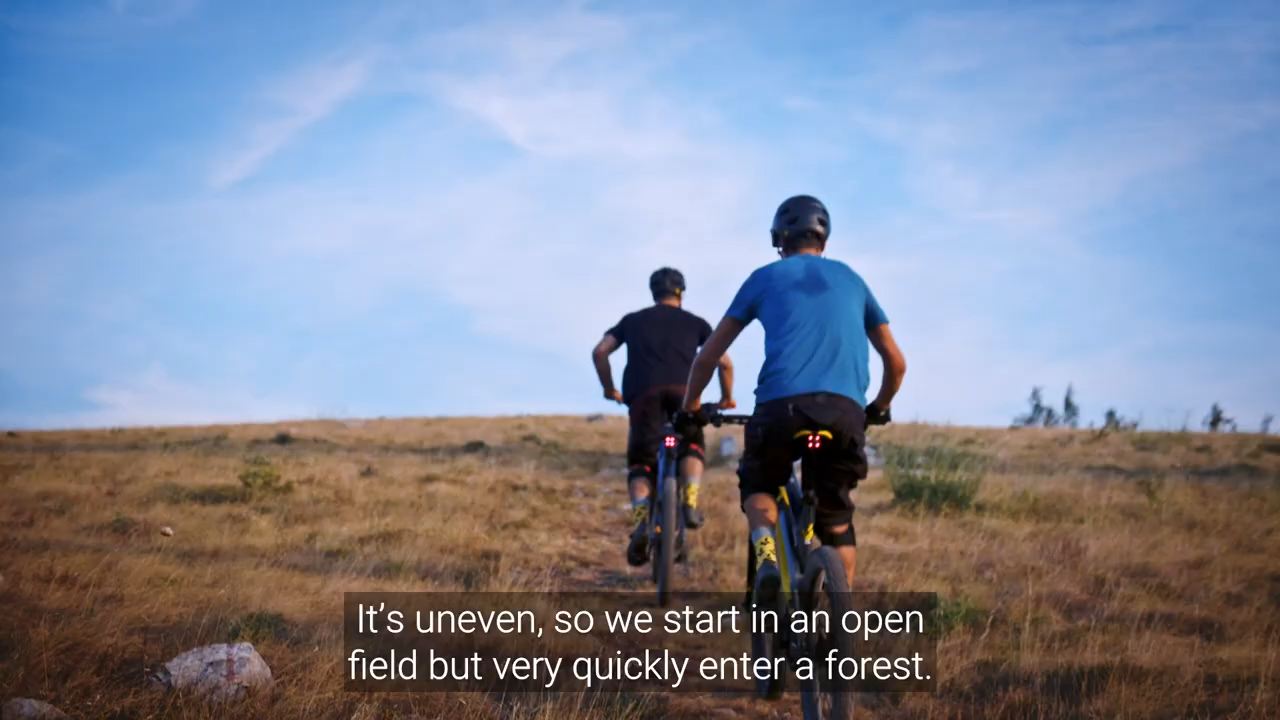 It’s uneven, so we start in an open
field but very quickly enter a forest.